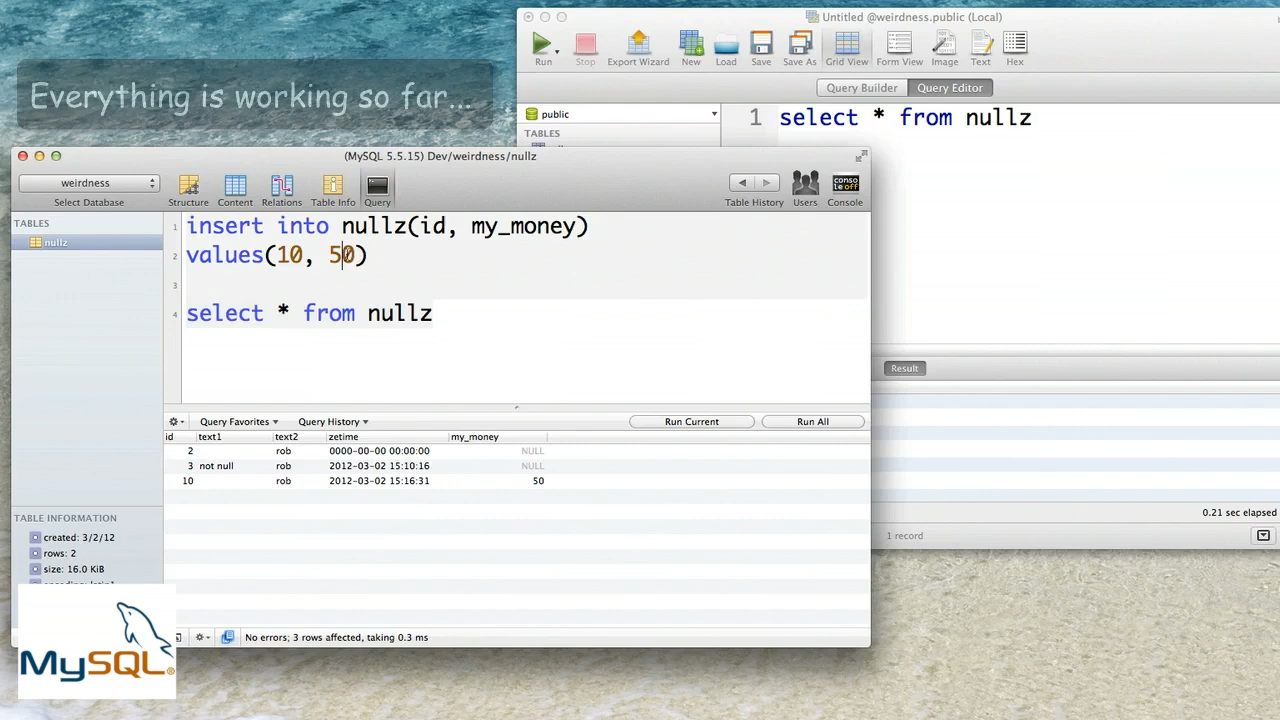 Untitled @weirdness.public (Local)
Run Stop Export Wizard New Load Save Save As Grid View Form View Image Text Hex
Query Builder Query Editor
public
TABLES
1 select * from nullz
Everything is working so far...
(MySQL 5.5.15) Dev/weirdness/nullz
weirdness
Select Database
Structure Content Relations Table Info Query
Table History Users Console
console off
TABLES
nullz
1 insert into nullz(id, my_money)
2 values(10, 50)
3
4 select * from nullz
Query Favorites Query History Run Current Run All
id text1 text2 zetime my_money
2 rob 0000-00-00 00:00:00 NULL
3 not null rob 2012-03-02 15:10:16 NULL
10 rob 2012-03-02 15:16:31 50
TABLE INFORMATION
created: 3/2/12
rows: 2
size: 16.0 KiB
No errors; 3 rows affected, taking 0.3 ms
Result
0.21 sec elapsed
1 record
MySQL®